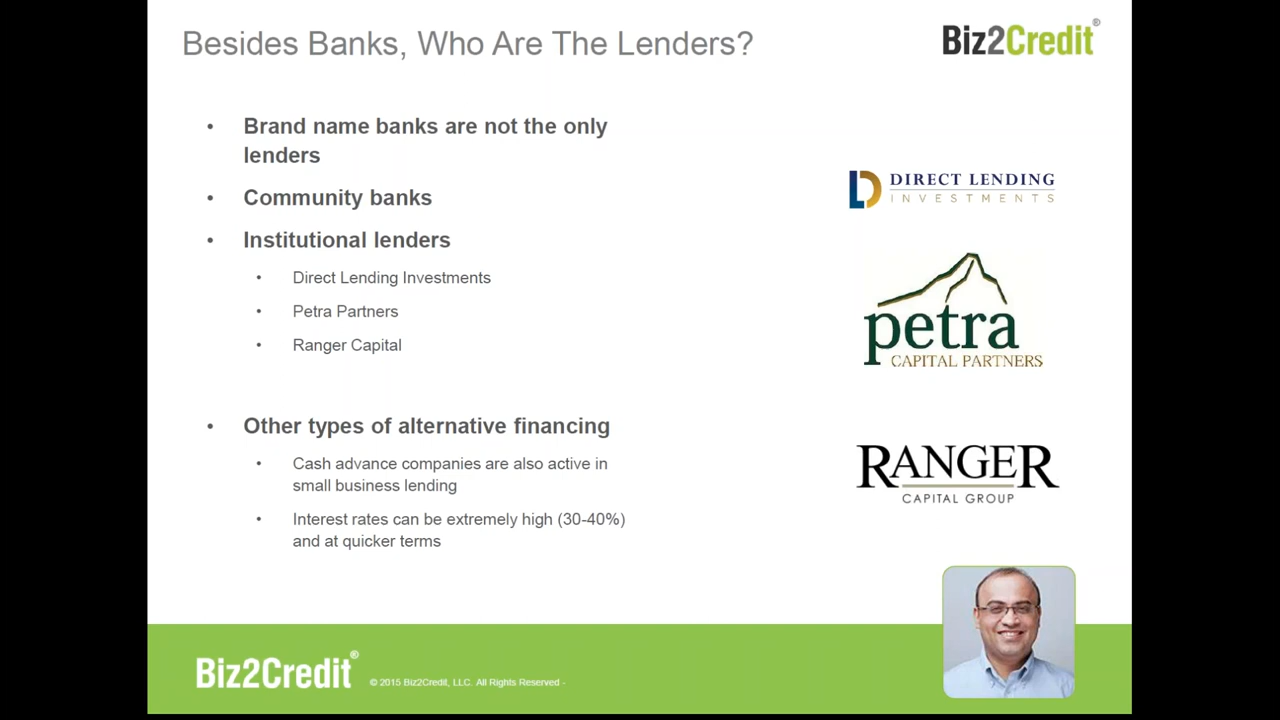 Besides Banks, Who Are The Lenders?
Biz2Credit®
• Brand name banks are not the only
lenders
• Community banks
• Institutional lenders
• Direct Lending Investments
• Petra Partners
• Ranger Capital
• Other types of alternative financing
• Cash advance companies are also active in
small business lending
• Interest rates can be extremely high (30-40%)
and at quicker terms
LD DIRECT LENDING
INVESTMENTS
petra
CAPITAL PARTNERS
RANGER
CAPITAL GROUP
Biz2Credit® © 2015 Biz2Credit, LLC. All Rights Reserved -